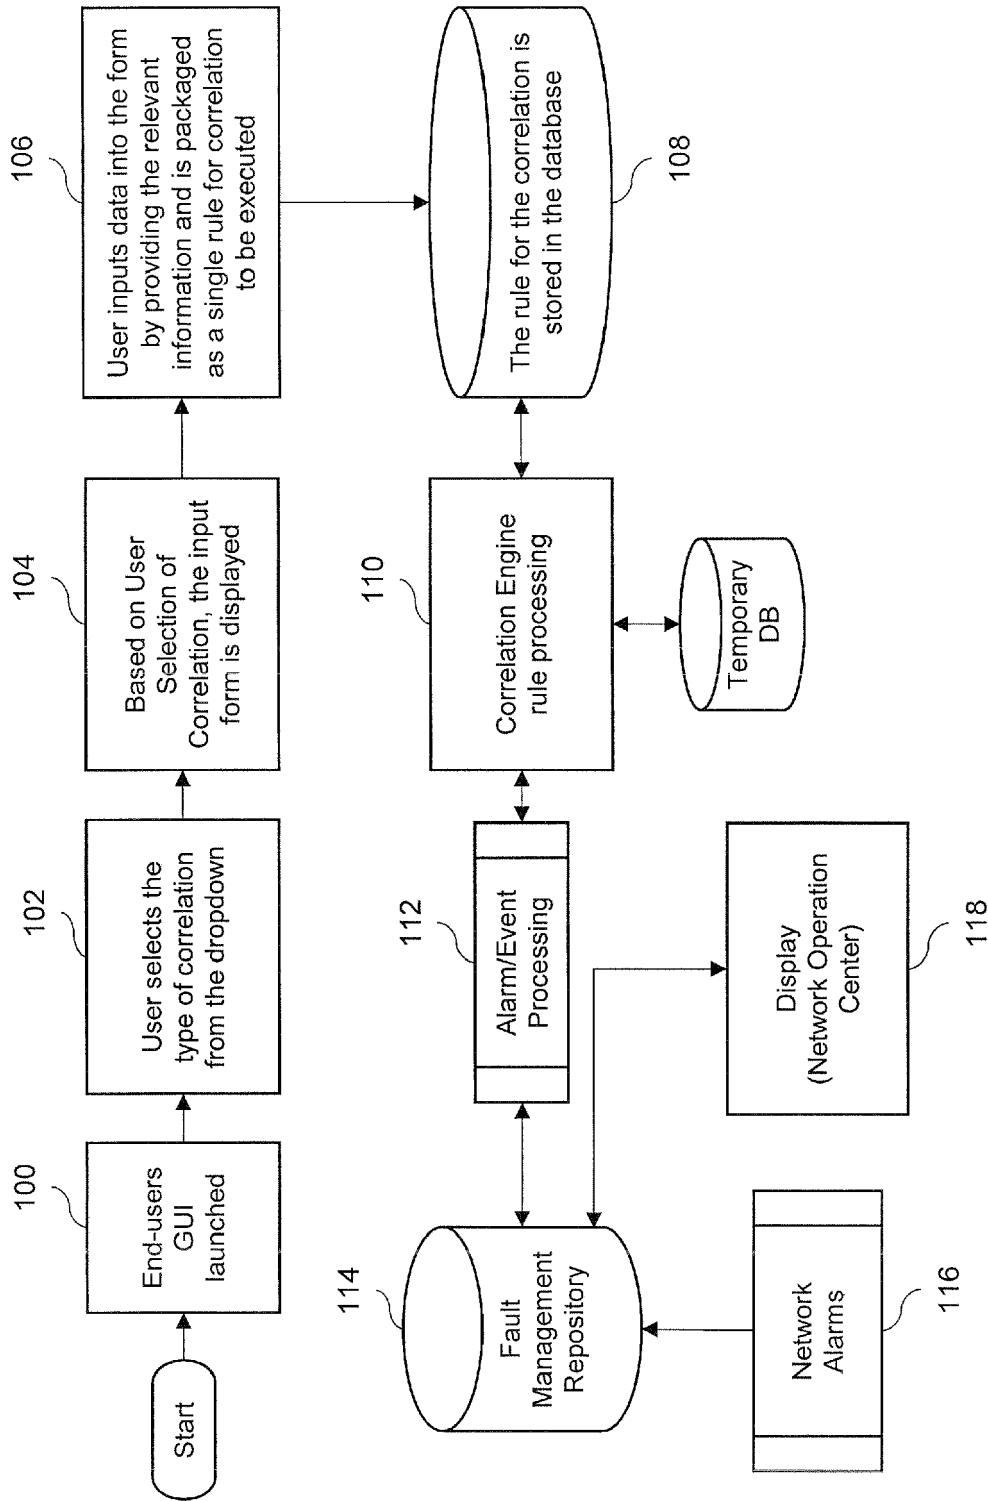 Start
100
End-users
GUI
launched
102
User selects the
type of correlation
from the dropdown
104
Based on User
Selection of
Correlation, the input
form is displayed
106
User inputs data into the form
by providing the relevant
information and is packaged
as a single rule for correlation
to be executed
114
Fault
Management
Repository
112
Alarm/Event
Processing
110
Correlation Engine
rule processing
The rule for the correlation is
stored in the database
108
Temporary
DB
Network
Alarms
116
Display
(Network Operation
Center)
118